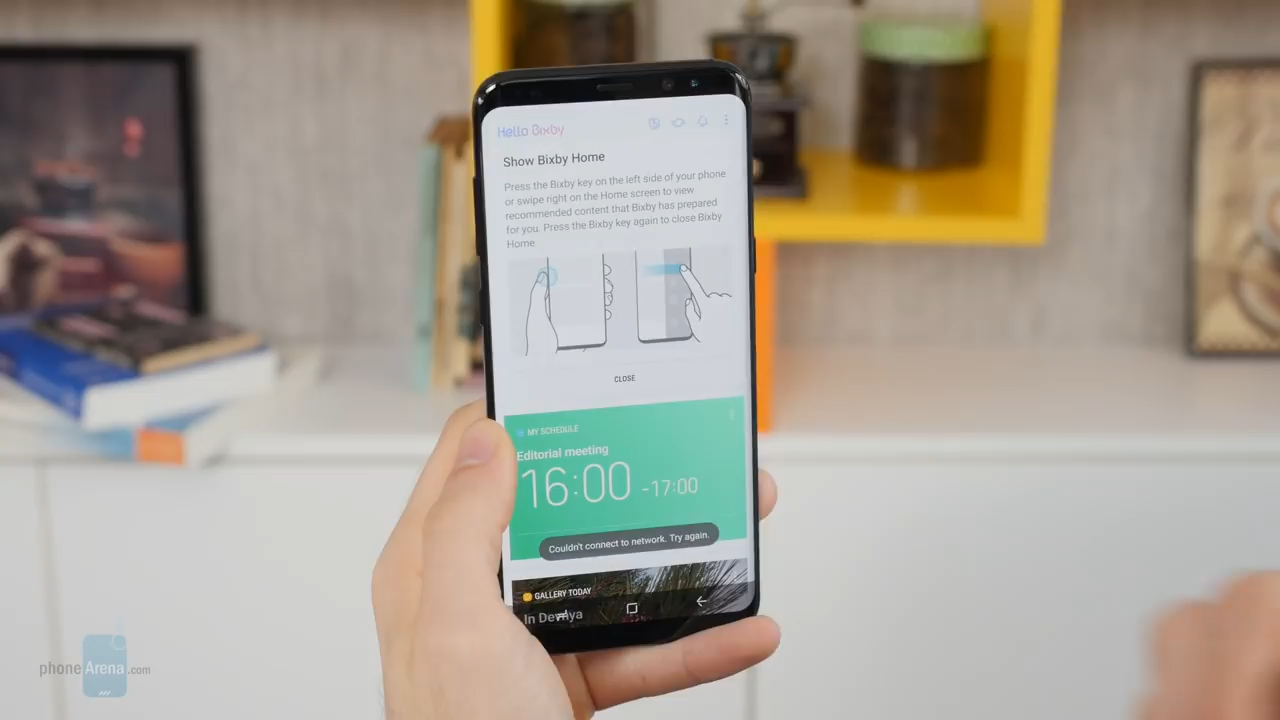 Hello Bixby
Show Bixby Home
Press the Bixby key on the left side of your phone
or swipe right on the Home screen to view
recommended content that Bixby has prepared
for you. Press the Bixby key again to close Bixby
Home.
CLOSE
MY SCHEDULE
Editorial meeting
16:00 -17:00
Couldn't connect to network. Try again.
GALLERY TODAY
In Devniya
phoneArena.com